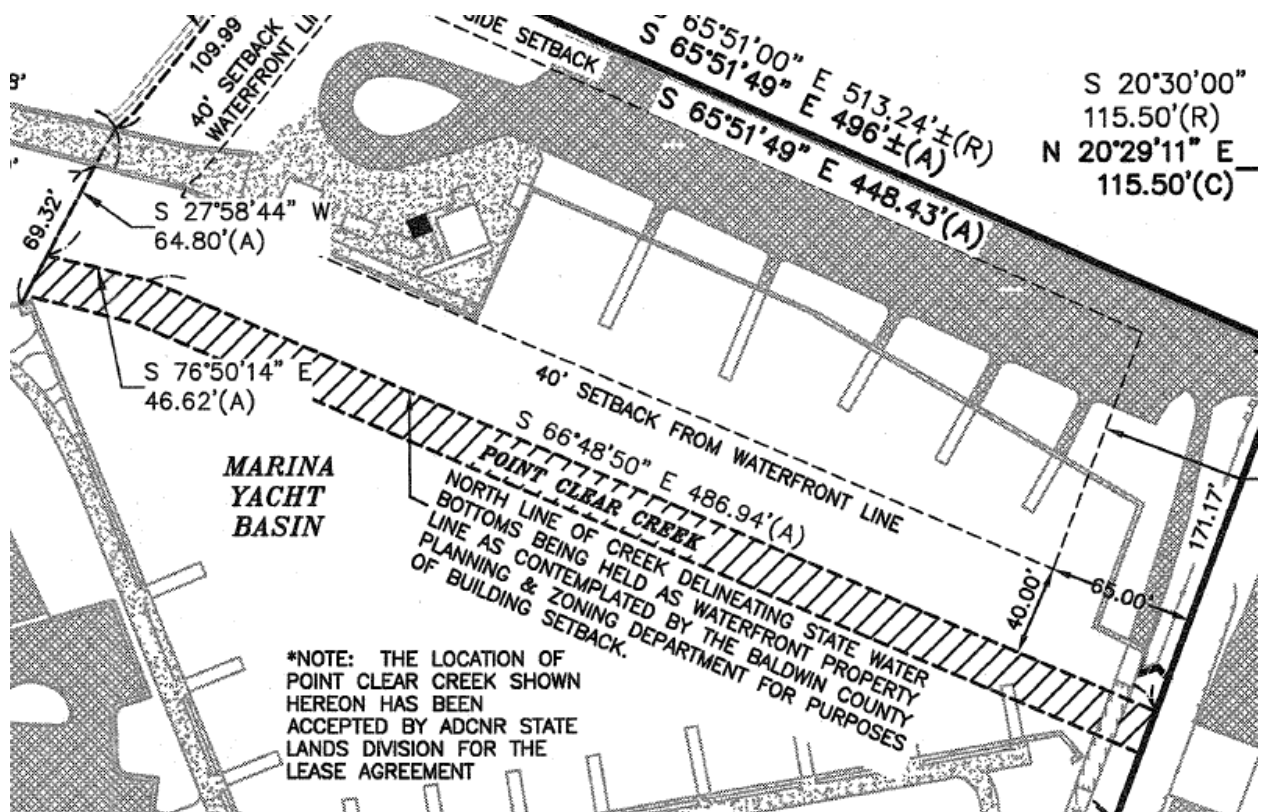 109.99
40' SETBACK
WATERFRONT LI
SIDE SETBACK
S 65°51'00" E 513.24'±(R)
S 65°51'49" E 496'±(A)
S 65°51'49" E 448.43'(A)
S 20°30'00"
115.50'(R)
N 20°29'11" E
115.50'(C)
69.32'
S 27°58'44" W
64.80'(A)
S 76°50'14" E
46.62'(A)
40' SETBACK FROM WATERFRONT LINE
S 66°48'50" E 486.94'(A)
POINT CLEAR CREEK
MARINA
YACHT
BASIN
NORTH LINE OF CREEK DELINEATING STATE WATER
BOTTOMS BEING HELD AS WATERFRONT PROPERTY
LINE AS CONTEMPLATED BY THE BALDWIN COUNTY
PLANNING & ZONING DEPARTMENT FOR PURPOSES
OF BUILDING SETBACK.
40.00'
65.00'
171.17'
*NOTE: THE LOCATION OF
POINT CLEAR CREEK SHOWN
HEREON HAS BEEN
ACCEPTED BY ADCNR STATE
LANDS DIVISION FOR THE
LEASE AGREEMENT